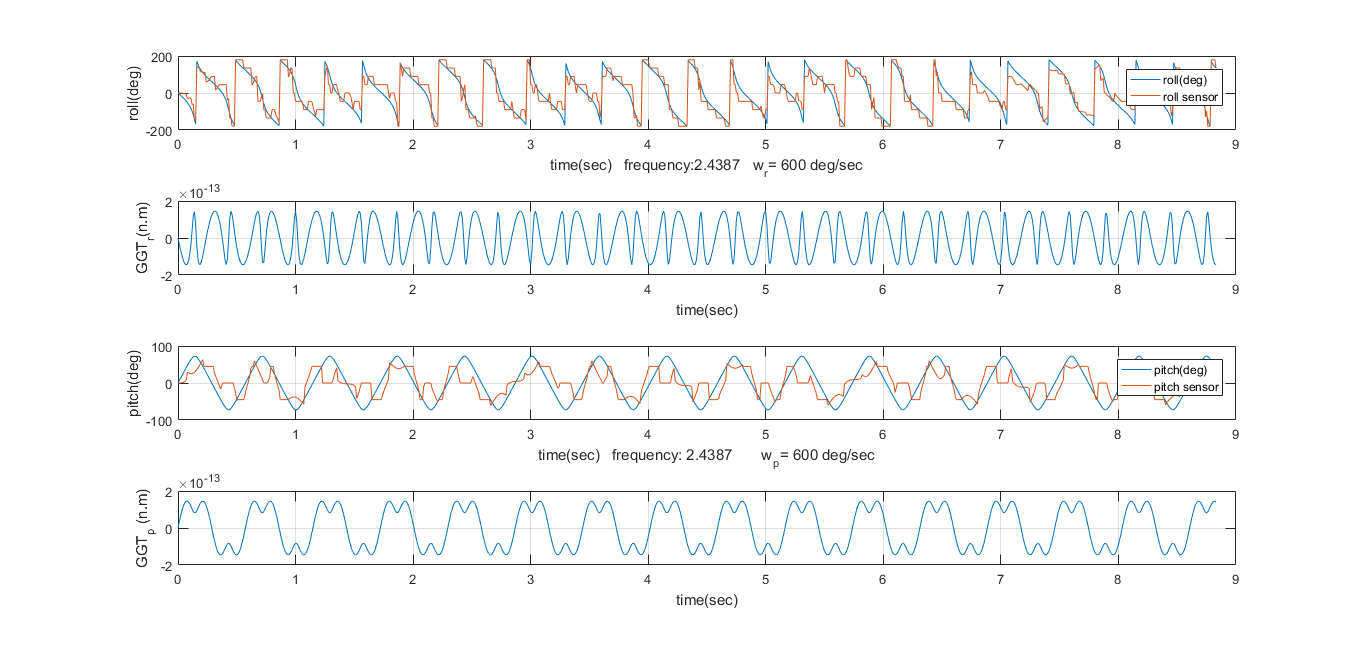 roll(deg)
200
0
-200
roll(deg)
roll sensor
0 1 2 3 4 5 6 7 8 9
time(sec) frequency:2.4387 w_r= 600 deg/sec
×10^-13
GGT_r(n.m)
2
0
-2
0 1 2 3 4 5 6 7 8 9
time(sec)
pitch(deg)
100
0
-100
pitch(deg)
pitch sensor
0 1 2 3 4 5 6 7 8 9
time(sec) frequency: 2.4387 w_p= 600 deg/sec
×10^-13
GGT_p (n.m)
2
0
-2
0 1 2 3 4 5 6 7 8 9
time(sec)